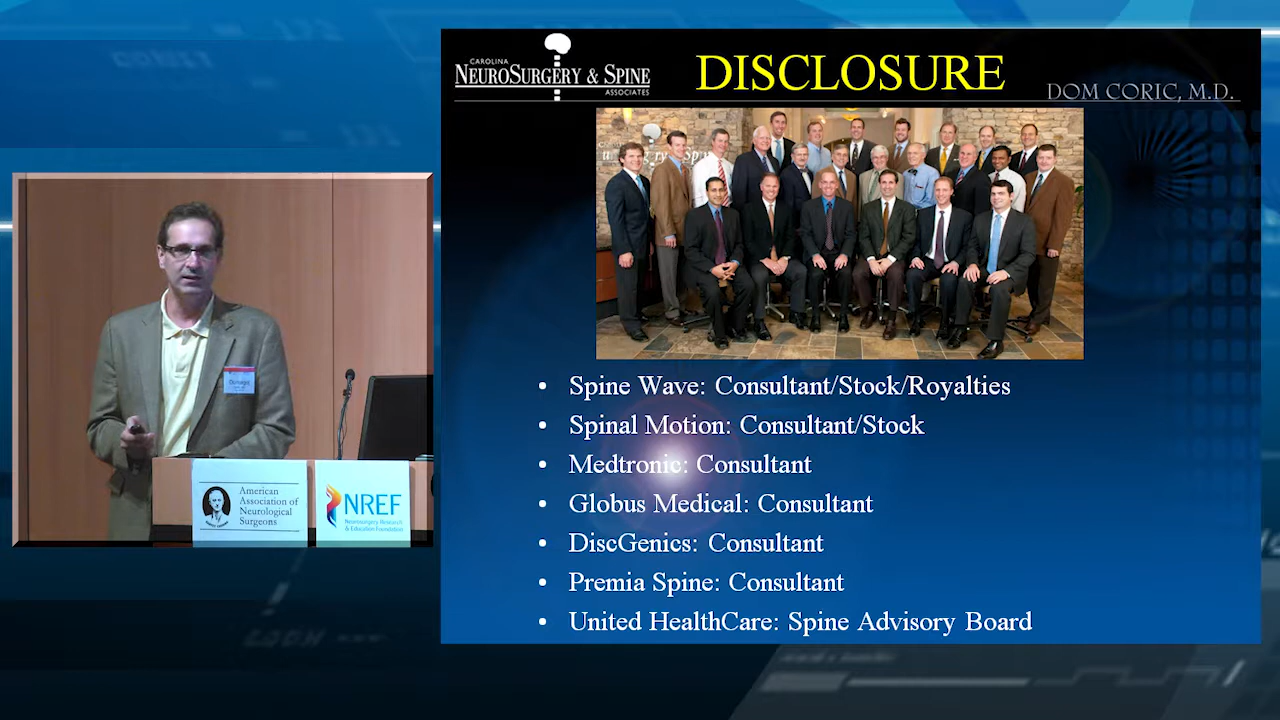 CAROLINA
NEUROSURGERY & SPINE
ASSOCIATES
DISCLOSURE
DOM CORIC, M.D.
• Spine Wave: Consultant/Stock/Royalties
• Spinal Motion: Consultant/Stock
• Medtronic: Consultant
• Globus Medical: Consultant
• DiscGenics: Consultant
• Premia Spine: Consultant
• United HealthCare: Spine Advisory Board
American
Association of
Neurological
Surgeons
NREF
Neurosurgery Research
& Education Foundation